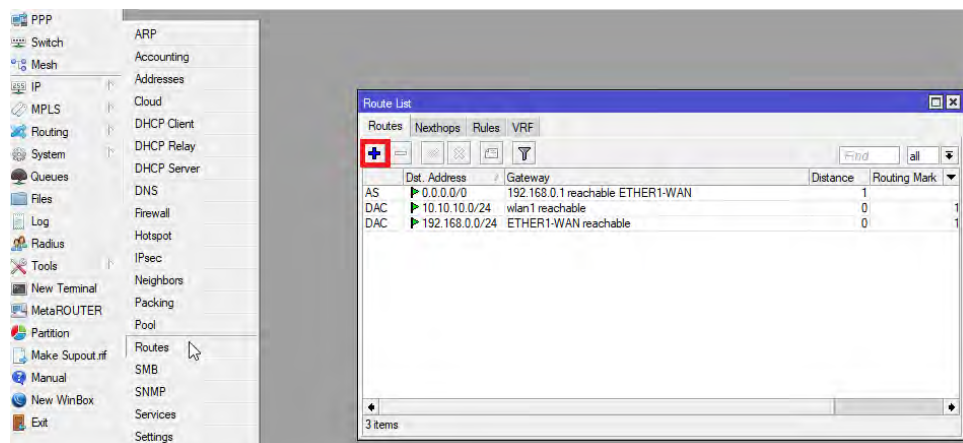 PPP
Switch
Mesh
IP
MPLS
Routing
System
Queues
Files
Log
Radius
Tools
New Terminal
MetaROUTER
Partition
Make Supout.rif
Manual
New WinBox
Exit
ARP
Accounting
Addresses
Cloud
DHCP Client
DHCP Relay
DHCP Server
DNS
Firewall
Hotspot
IPsec
Neighbors
Packing
Pool
Routes
SMB
SNMP
Services
Settings
Route List
Routes Nexthops Rules VRF
Find all
Dst. Address Gateway Distance Routing Mark
AS 0.0.0.0/0 192.168.0.1 reachable ETHER1-WAN 1
DAC 10.10.10.0/24 wlan1 reachable 0 1
DAC 192.168.0.0/24 ETHER1-WAN reachable 0 1
3 items